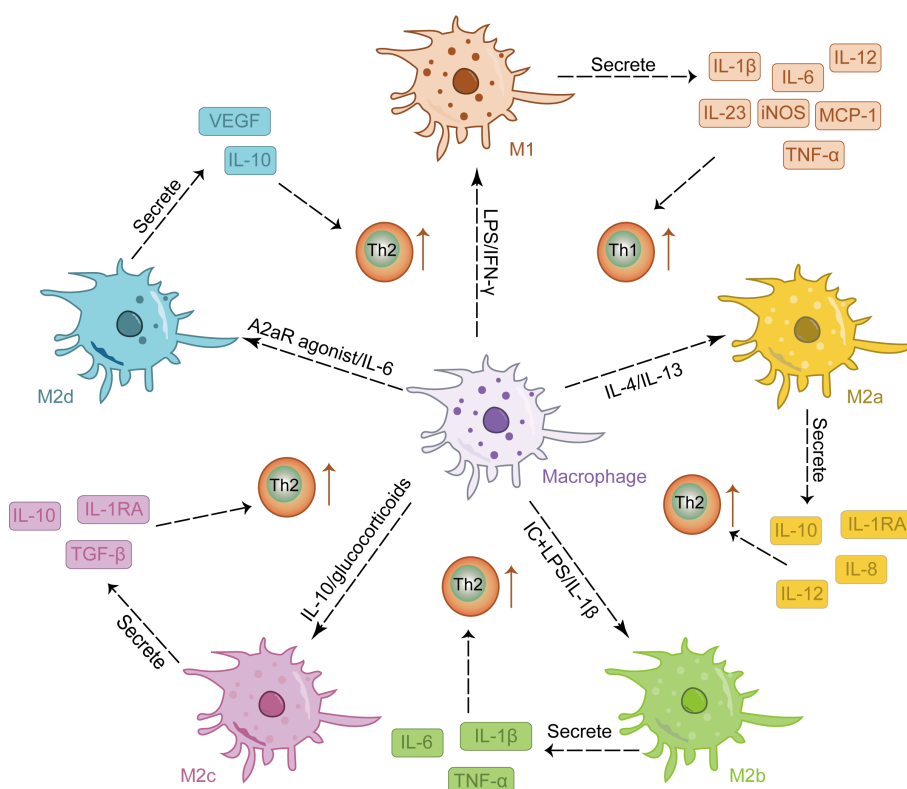 Secrete
IL-1β
IL-6
IL-12
IL-23
iNOS
MCP-1
TNF-α
M1
VEGF
IL-10
Secrete
Th2
LPS/IFN-γ
Th1
M2d
A2aR agonist/IL-6
IL-4/IL-13
M2a
Macrophage
Secrete
Th2
IL-10
IL-1RA
IL-8
IL-12
Th2
IL-10
IL-1RA
TGF-β
IL-10/glucocorticoids
Secrete
M2c
IC+LPS/IL-1β
Th2
IL-6
IL-1β
TNF-α
Secrete
M2b